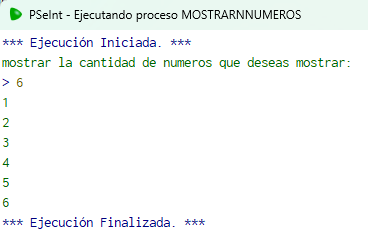 PSeInt - Ejecutando proceso MOSTRARNNUMEROS
*** Ejecución Iniciada. ***
mostrar la cantidad de numeros que deseas mostrar:
> 6
1
2
3
4
5
6
*** Ejecución Finalizada. ***